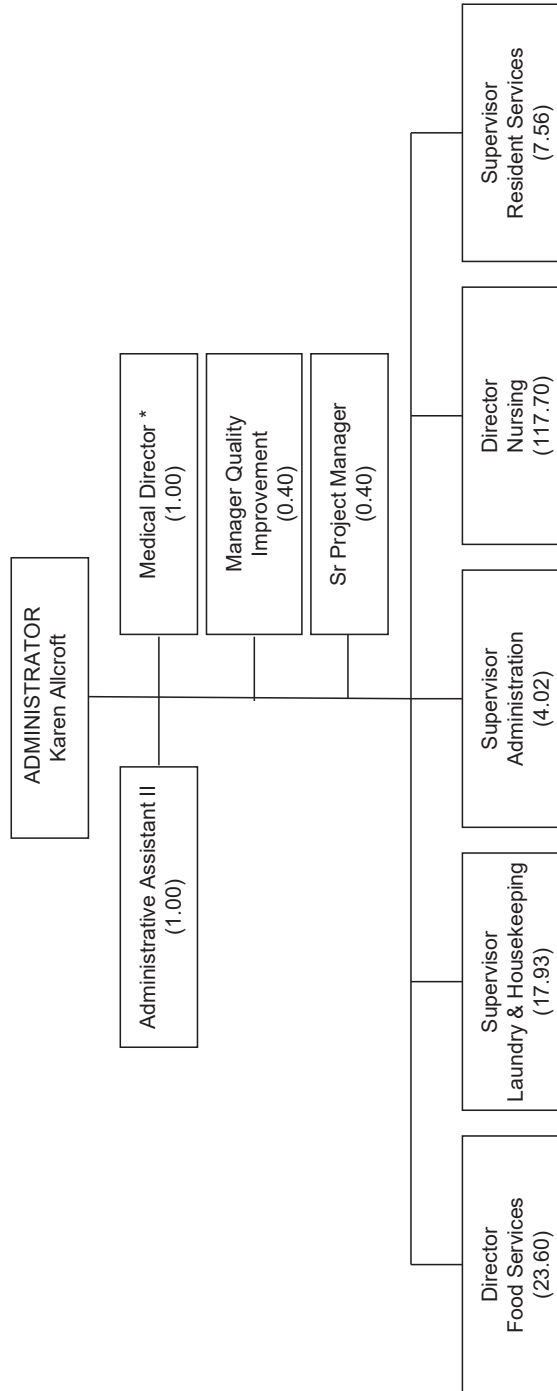 ADMINISTRATOR
Karen Allcroft
Administrative Assistant II
(1.00)
Medical Director *
(1.00)
Manager Quality
Improvement
(0.40)
Sr Project Manager
(0.40)
Director
Food Services
(23.60)
Supervisor
Laundry & Housekeeping
(17.93)
Supervisor
Administration
(4.02)
Director
Nursing
(117.70)
Supervisor
Resident Services
(7.56)